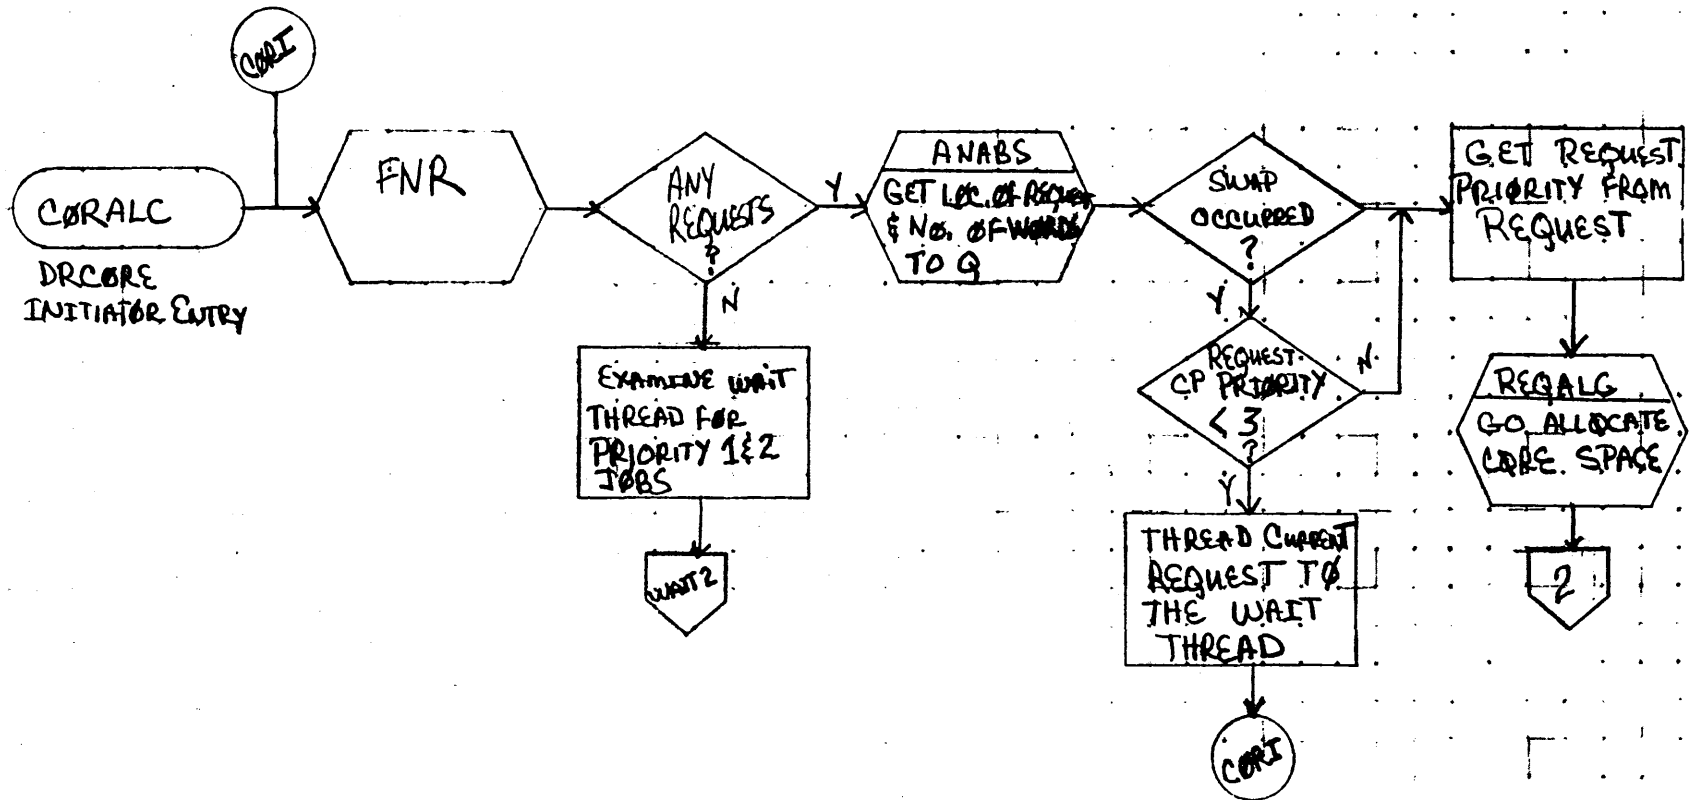 CØRI
CØRALC
DRCØRE
INITIATØR ENTRY
FNR
ANY
REQUESTS
?
Y
N
EXAMINE WAIT
THREAD FØR
PRIØRITY 1&2
JØBS
WAIT2
ANABS
GET LØC. ØF REQUEST
& NØ. ØF WØRDS
TO Q
SWAP
OCCURRED
?
Y
REQUEST
CP PRIØRITY
< 3
?
N
Y
THREAD CURRENT
REQUEST TØ
THE WAIT
THREAD
CØRI
GET REQUEST
PRIØRITY FRØM
REQUEST
REQALG
GO ALLØCATE
CØRE SPACE
2